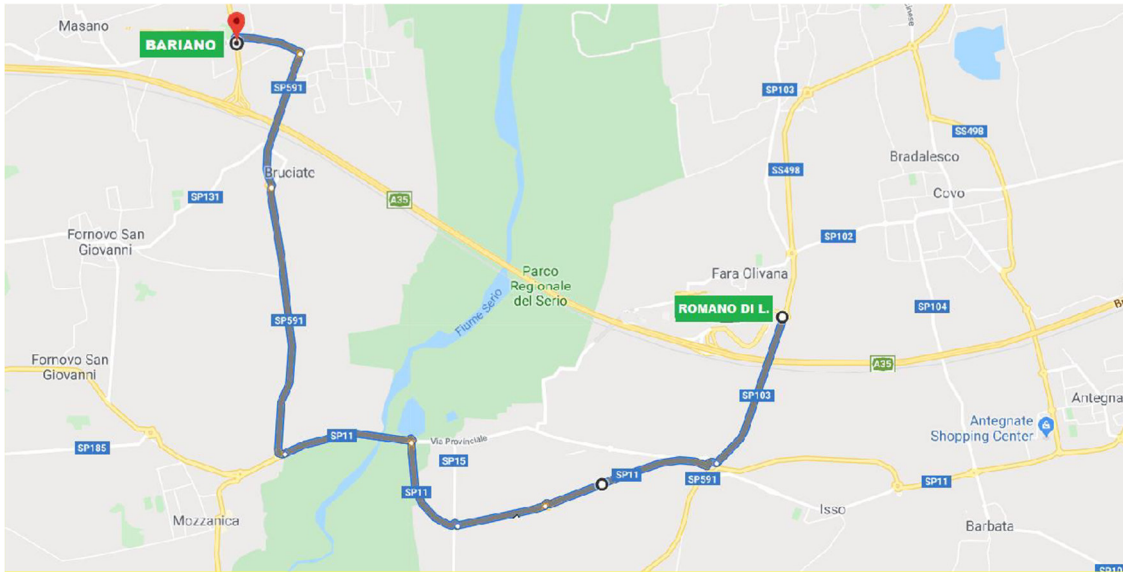 Masano
BARIANO
SP591
SP103
SS498
Bradalesco
SS498
Bruciate
SP131
A35
Covo
Fornovo San
Giovanni
SP102
Fara Olivana
Parco
Regionale
del Serio
Fiume Serio
ROMANO DI L.
SP104
SP591
Fornovo San
Giovanni
A35
SP103
Antegnate
Shopping Center
SP11
Via Provinciale
SP185
SP15
SP11
SP11
SP591
SP11
Mozzanica
Isso
Barbata